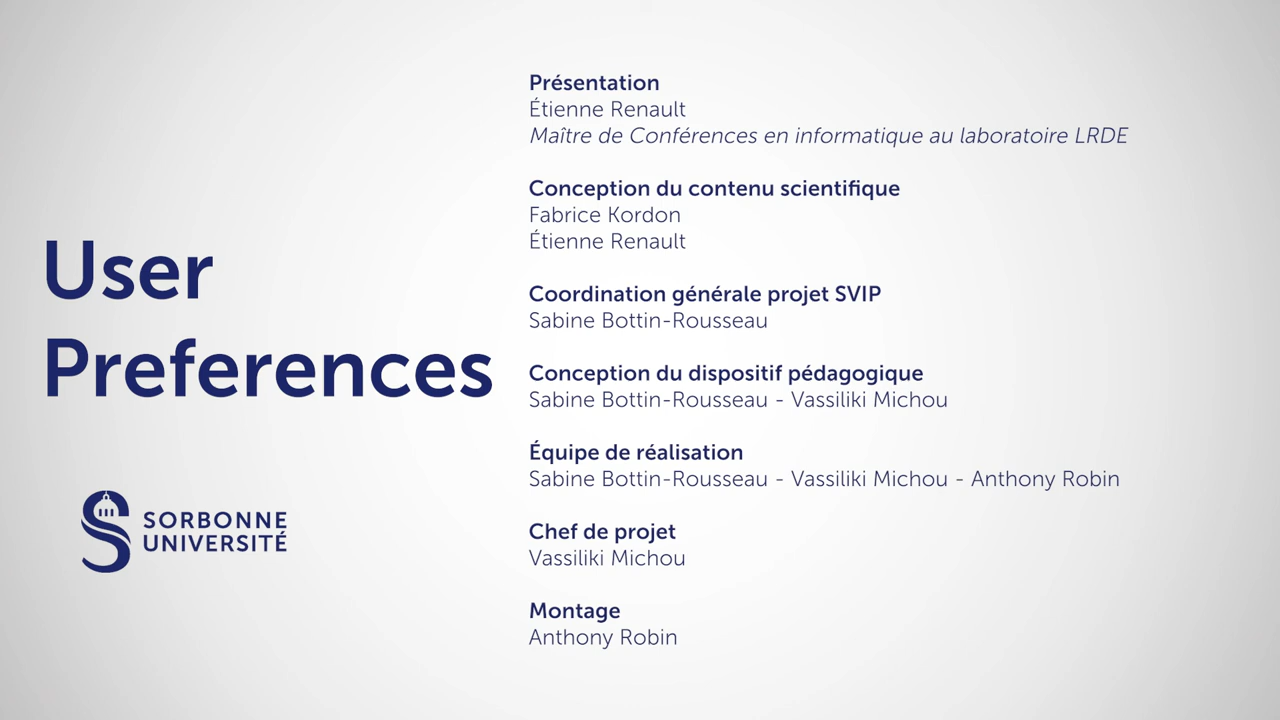 User
Preferences
SORBONNE
UNIVERSITÉ
Présentation
Étienne Renault
Maître de Conférences en informatique au laboratoire LRDE
Conception du contenu scientifique
Fabrice Kordon
Étienne Renault
Coordination générale projet SVIP
Sabine Bottin-Rousseau
Conception du dispositif pédagogique
Sabine Bottin-Rousseau - Vassiliki Michou
Équipe de réalisation
Sabine Bottin-Rousseau - Vassiliki Michou - Anthony Robin
Chef de projet
Vassiliki Michou
Montage
Anthony Robin